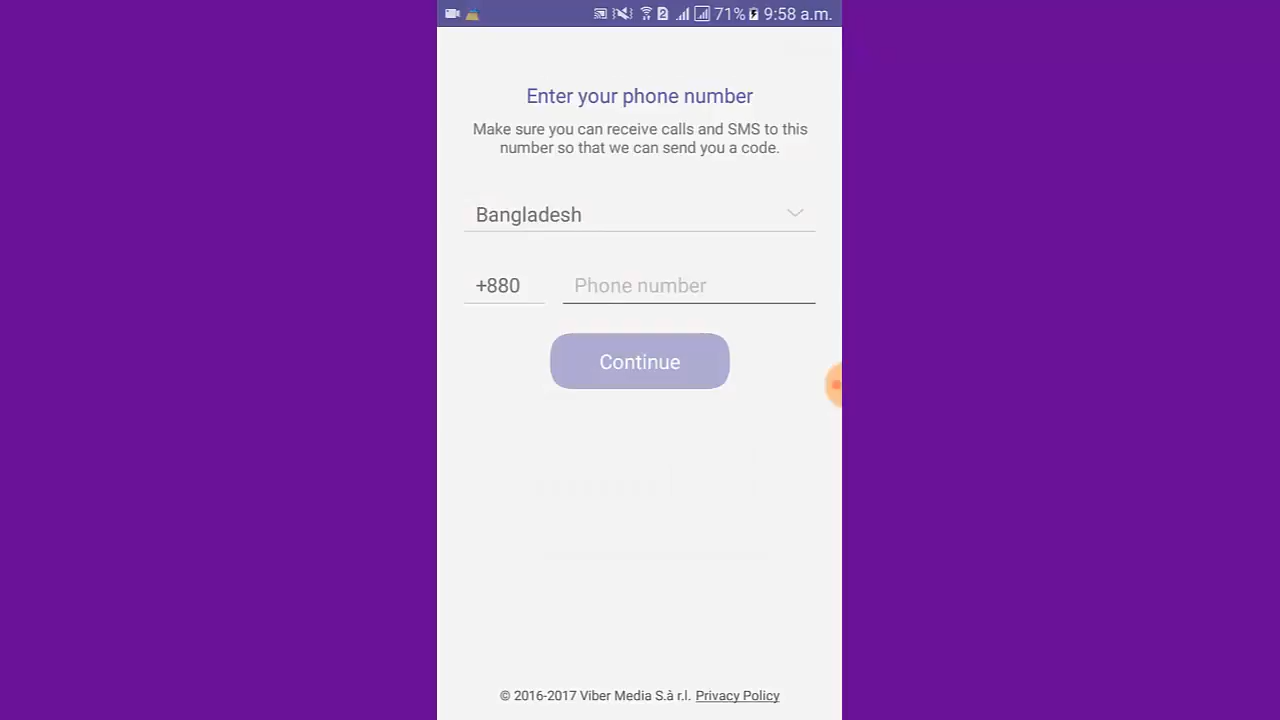 71% 9:58 a.m.
Enter your phone number
Make sure you can receive calls and SMS to this
number so that we can send you a code.
Bangladesh
+880 Phone number
Continue
© 2016-2017 Viber Media S.à r.l. Privacy Policy